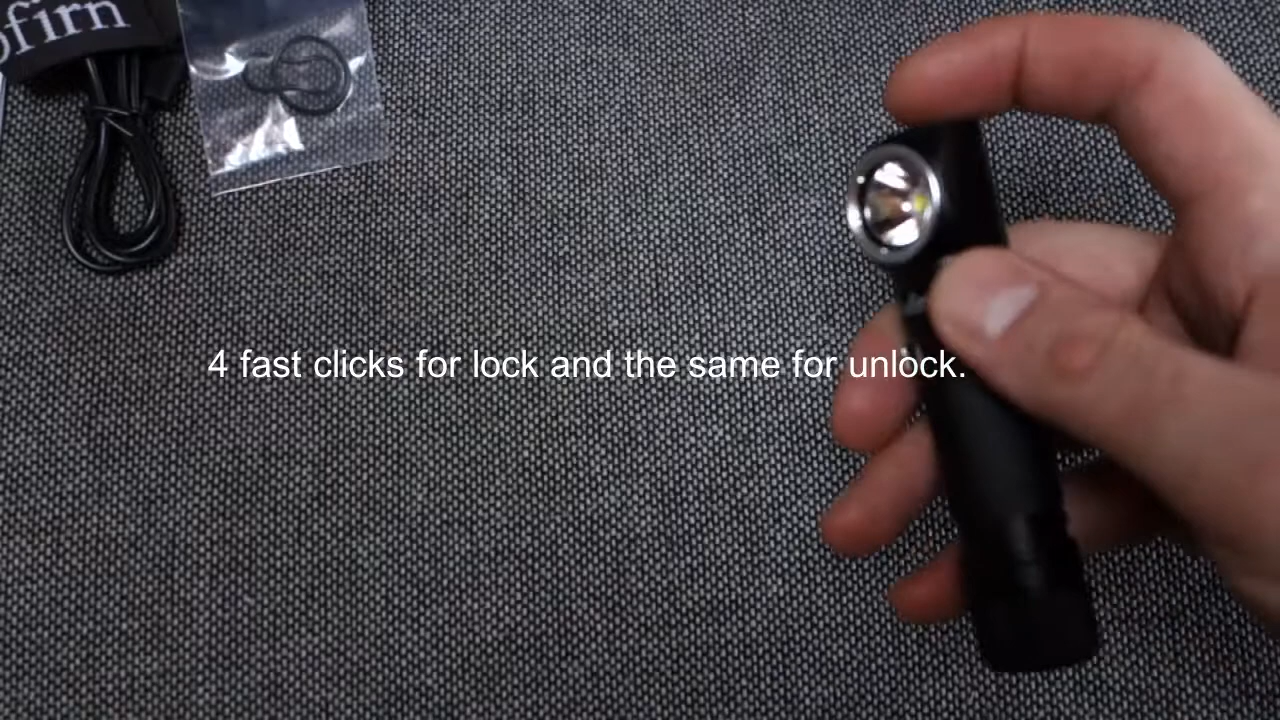 ofirn
4 fast clicks for lock and the same for unlock.